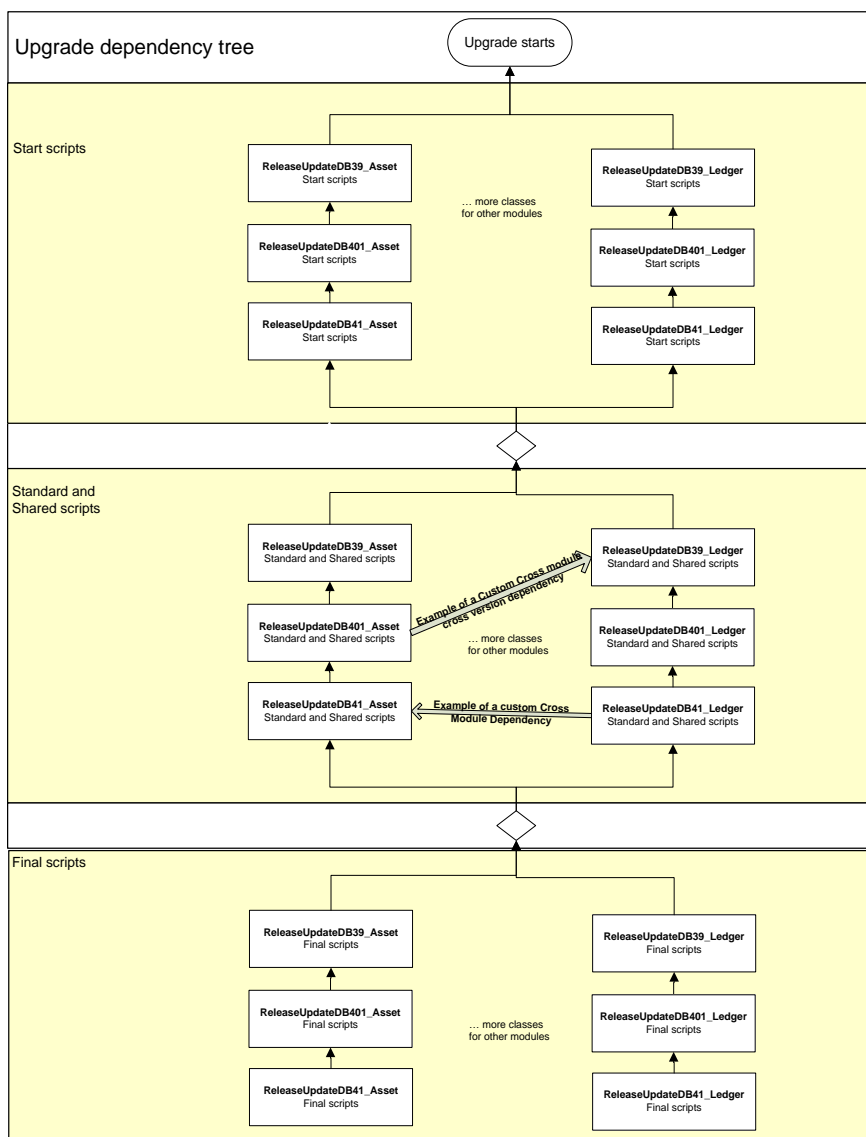 Upgrade dependency tree
Upgrade starts
Start scripts
ReleaseUpdateDB39_Asset
Start scripts
ReleaseUpdateDB39_Ledger
Start scripts
… more classes
for other modules
ReleaseUpdateDB401_Asset
Start scripts
ReleaseUpdateDB401_Ledger
Start scripts
ReleaseUpdateDB41_Asset
Start scripts
ReleaseUpdateDB41_Ledger
Start scripts
Standard and
Shared scripts
ReleaseUpdateDB39_Asset
Standard and Shared scripts
ReleaseUpdateDB39_Ledger
Standard and Shared scripts
Example of a Custom Cross module
cross version dependency
ReleaseUpdateDB401_Asset
Standard and Shared scripts
… more classes
for other modules
ReleaseUpdateDB401_Ledger
Standard and Shared scripts
ReleaseUpdateDB41_Asset
Standard and Shared scripts
Example of a custom Cross
Module Dependency
ReleaseUpdateDB41_Ledger
Standard and Shared scripts
Final scripts
ReleaseUpdateDB39_Asset
Final scripts
ReleaseUpdateDB39_Ledger
Final scripts
ReleaseUpdateDB401_Asset
Final scripts
… more classes
for other modules
ReleaseUpdateDB401_Ledger
Final scripts
ReleaseUpdateDB41_Asset
Final scripts
ReleaseUpdateDB41_Ledger
Final scripts